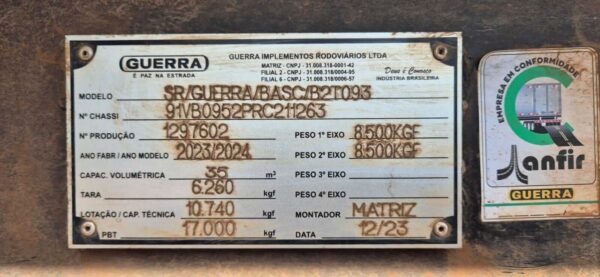 GUERRA
É PAZ NA ESTRADA
GUERRA IMPLEMENTOS RODOVIÁRIOS LTDA
MATRIZ - CNPJ - 31.008.318-0001-42
FILIAL 2 - CNPJ - 31.008.318/0004-95
FILIAL 6 - CNPJ - 31.008.318/0006-57
Deus é Conosco
INDÚSTRIA BRASILEIRA
MODELO SR/GUERRA/BASC/B2T093
Nº CHASSI 91VB0952PRC211263
Nº PRODUÇÃO 1297602 PESO 1º EIXO 8.500KGF
ANO FABR / ANO MODELO 2023/2024 PESO 2º EIXO 8.500KGF
CAPAC. VOLUMÉTRICA 35 m³ PESO 3º EIXO
TARA 6.260 kgf PESO 4º EIXO
LOTAÇÃO / CAP. TÉCNICA 10.740 kgf MONTADOR MATRIZ
PBT 17.000 kgf DATA 12/23
EMPRESA EM CONFORMIDADE
anfir
GUERRA